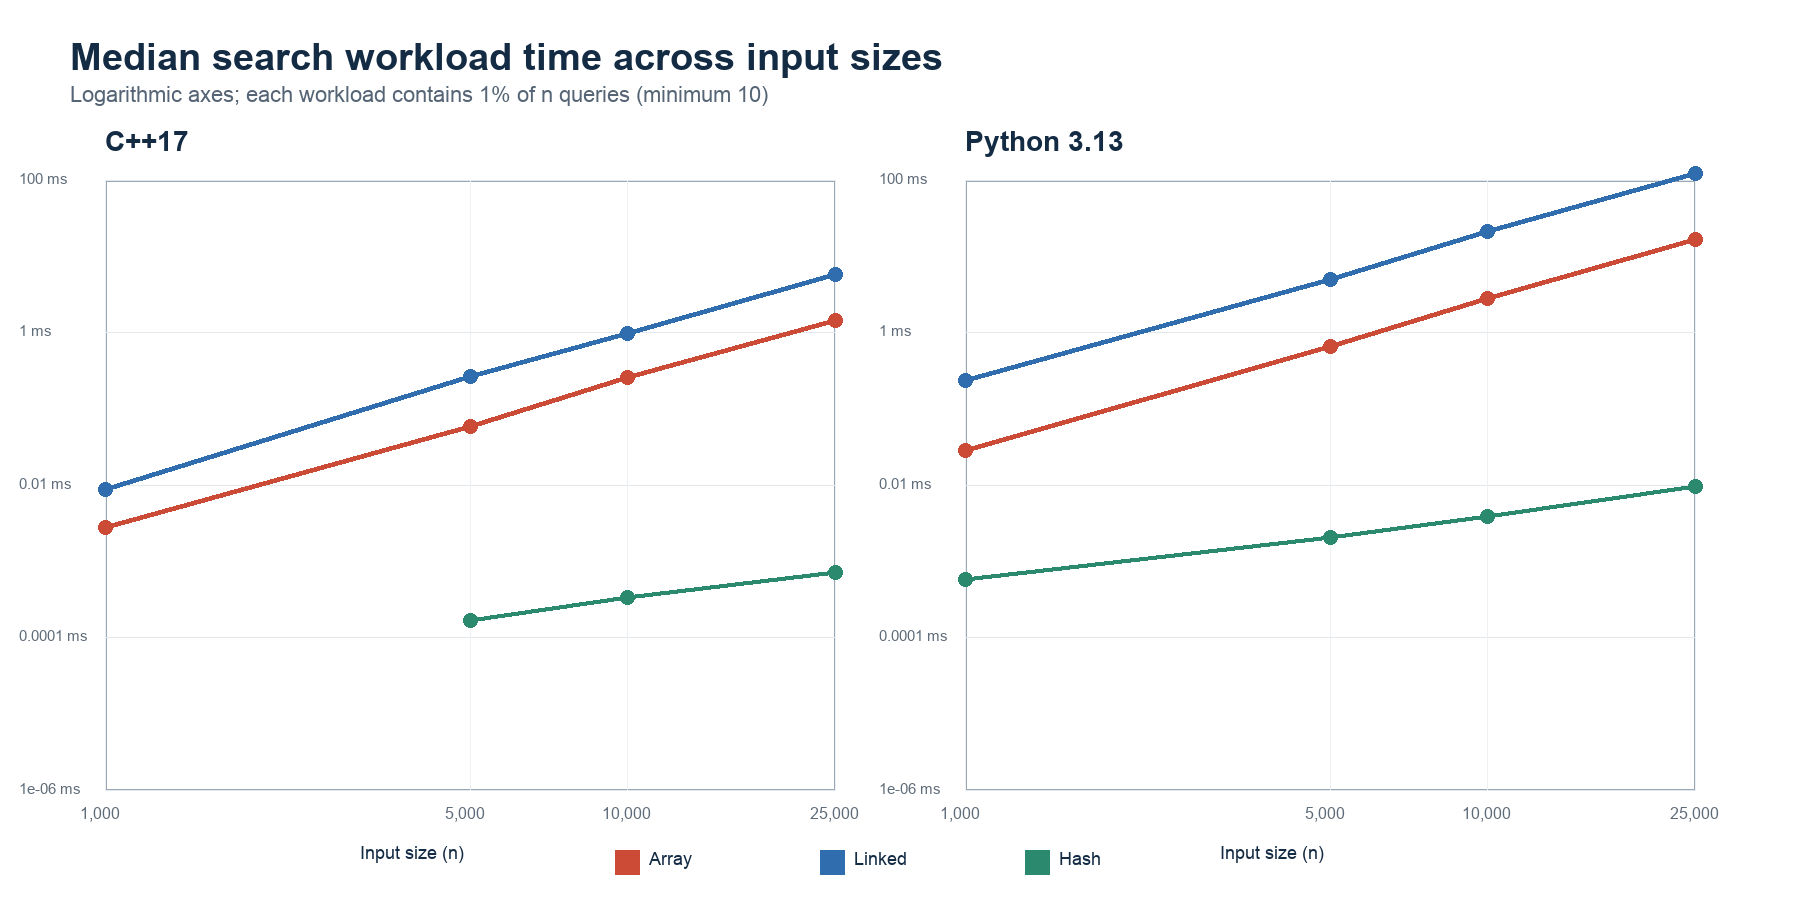 Median search workload time across input sizes
Logarithmic axes; each workload contains 1% of n queries (minimum 10)
C++17
100 ms
1 ms
0.01 ms
0.0001 ms
1e-06 ms
1,000
5,000
10,000
25,000
Input size (n)
Python 3.13
100 ms
1 ms
0.01 ms
0.0001 ms
1e-06 ms
1,000
5,000
10,000
25,000
Input size (n)
Array
Linked
Hash